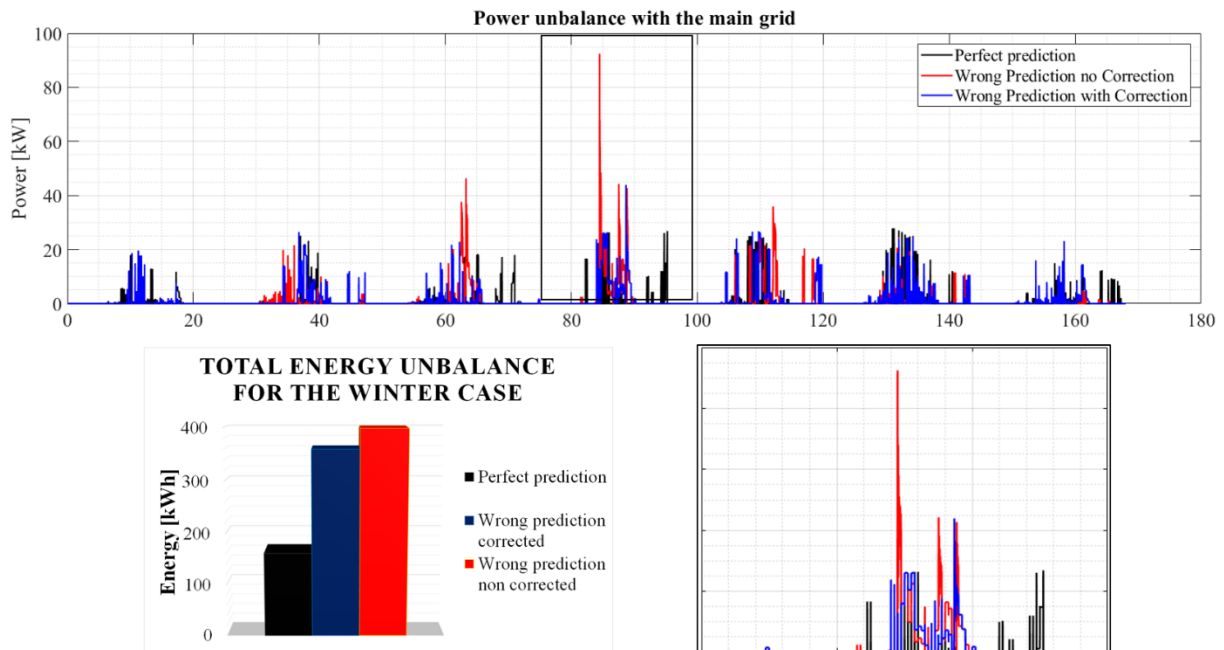 Power unbalance with the main grid
100
80
60
40
20
0
Power [kW]
Perfect prediction
Wrong Prediction no Correction
Wrong Prediction with Correction
0 20 40 60 80 100 120 140 160 180
TOTAL ENERGY UNBALANCE
FOR THE WINTER CASE
400
300
200
100
0
Energy [kWh]
Perfect prediction
Wrong prediction
corrected
Wrong prediction
non corrected